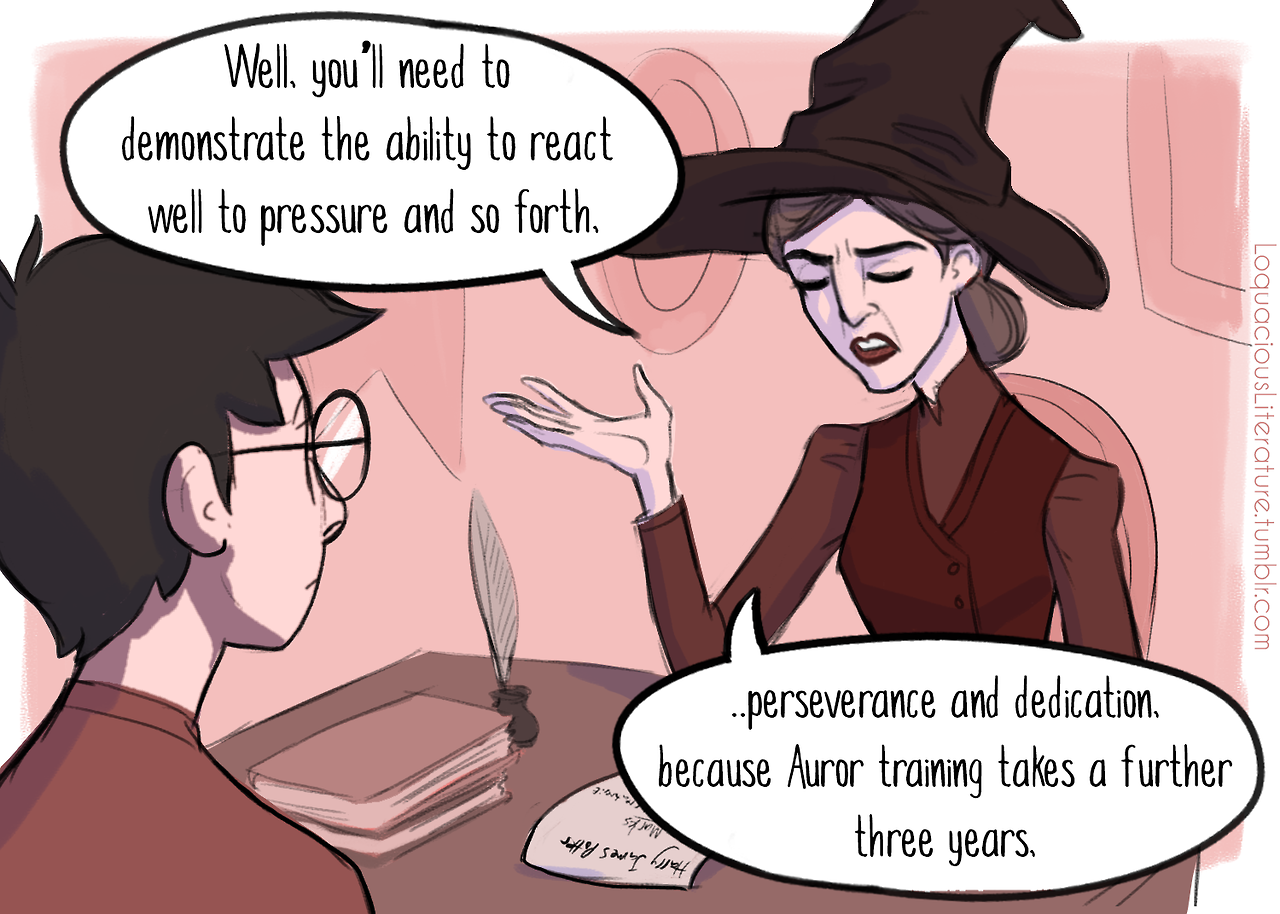 Well, you'll need to
demonstrate the ability to react
well to pressure and so forth,
..perseverance and dedication,
because Auror training takes a further
three years,
Harry James Potter
Marks
LoquaciousLiterature.tumblr.com